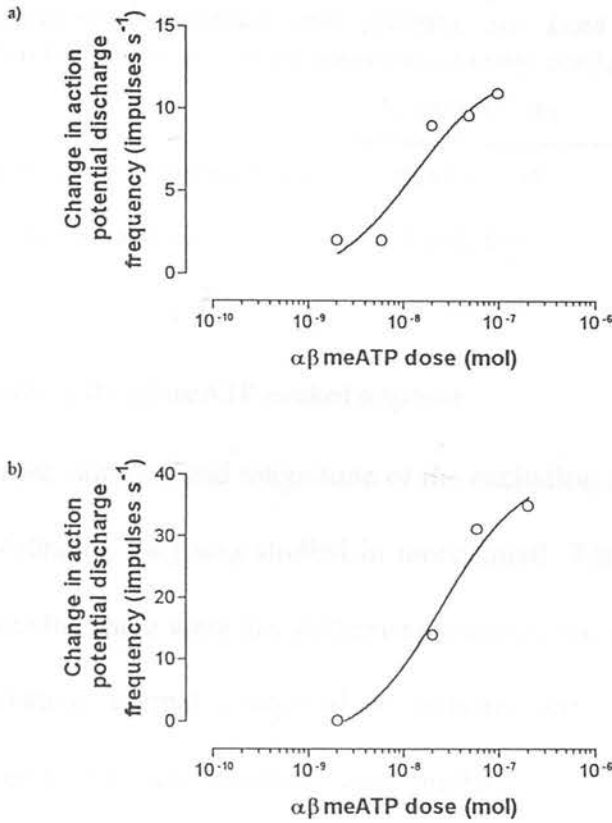 a)
Change in action
potential discharge
frequency (impulses s⁻¹)
15
10
5
0
10⁻¹⁰ 10⁻⁹ 10⁻⁸ 10⁻⁷ 10⁻⁶
αβ meATP dose (mol)
b)
Change in action
potential discharge
frequency (impulses s⁻¹)
40
30
20
10
0
10⁻¹⁰ 10⁻⁹ 10⁻⁸ 10⁻⁷ 10⁻⁶
αβ meATP dose (mol)